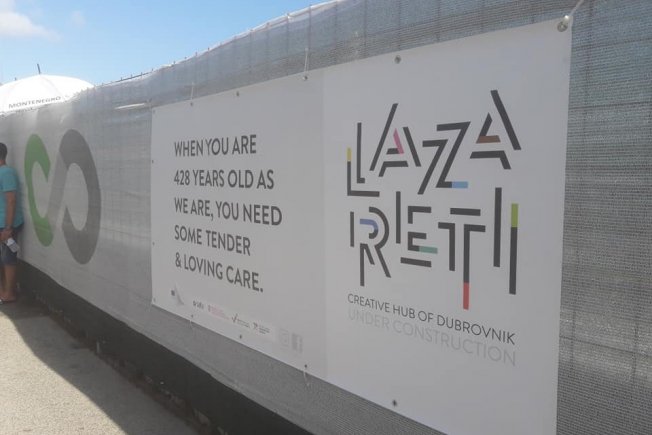 MONTENEGRO
WHEN YOU ARE
428 YEARS OLD AS
WE ARE, YOU NEED
SOME TENDER
& LOVING CARE.
LAZA
RETI
CREATIVE HUB OF DUBROVNIK
UNDER CONSTRUCTION